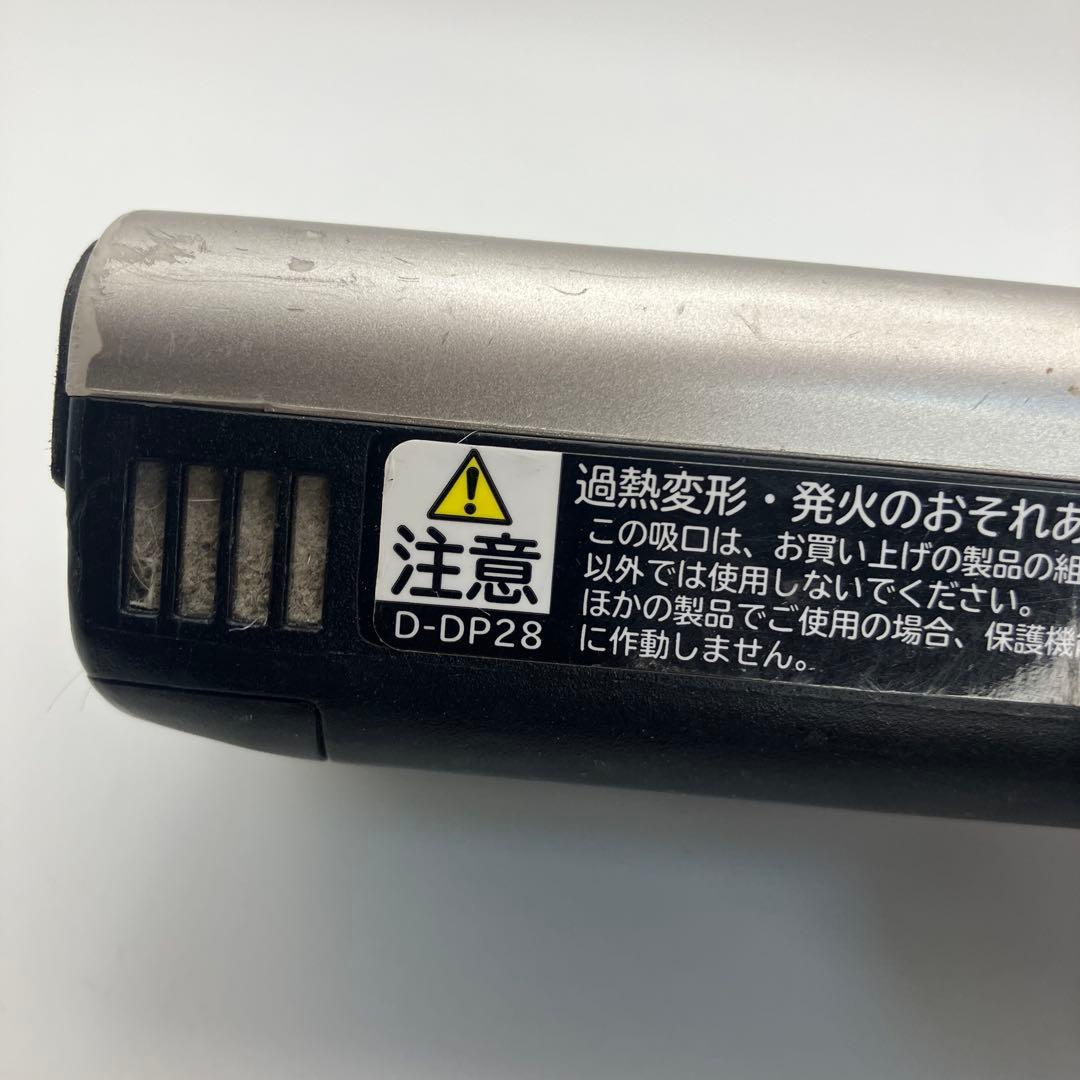 注意
D-DP28
過熱変形・発火のおそれあ
この吸口は、お買い上げの製品の組
以外では使用しないでください。
ほかの製品でご使用の場合、保護機
に作動しません。